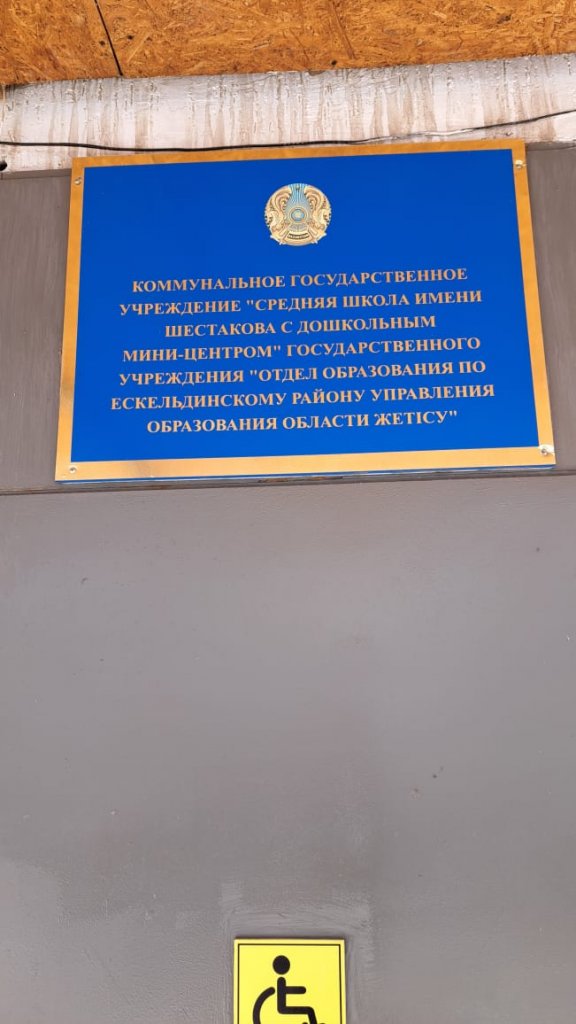 КОММУНАЛЬНОЕ ГОСУДАРСТВЕННОЕ
УЧРЕЖДЕНИЕ "СРЕДНЯЯ ШКОЛА ИМЕНИ
ШЕСТАКОВА С ДОШКОЛЬНЫМ
МИНИ-ЦЕНТРОМ" ГОСУДАРСТВЕННОГО
УЧРЕЖДЕНИЯ "ОТДЕЛ ОБРАЗОВАНИЯ ПО
ЕСКЕЛЬДИНСКОМУ РАЙОНУ УПРАВЛЕНИЯ
ОБРАЗОВАНИЯ ОБЛАСТИ ЖЕТІСУ"